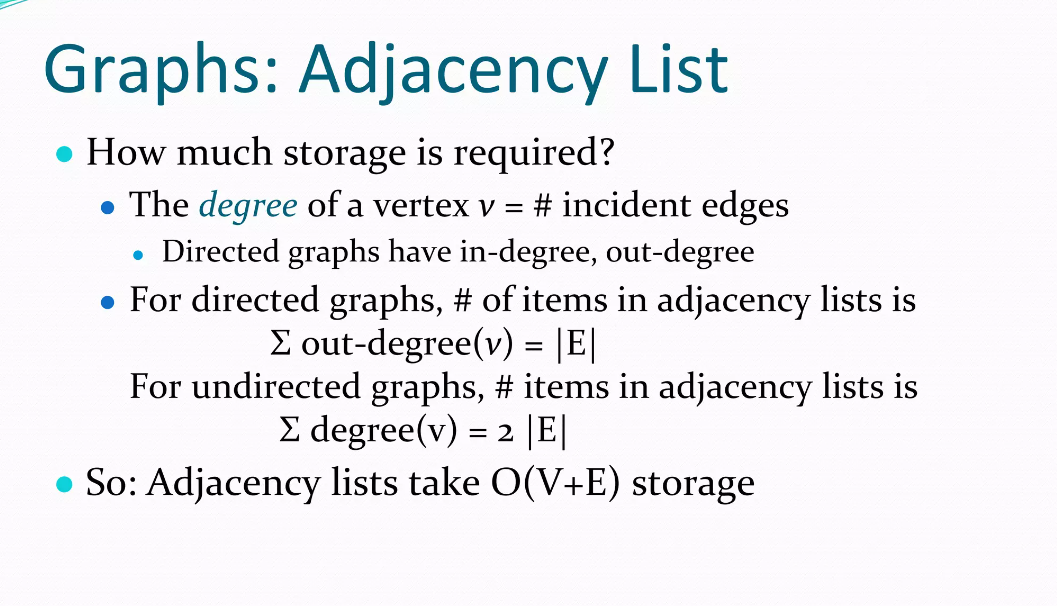 Graphs: Adjacency List
• How much storage is required?
• The degree of a vertex v = # incident edges
• Directed graphs have in-degree, out-degree
• For directed graphs, # of items in adjacency lists is
Σ out-degree(v) = |E|
For undirected graphs, # items in adjacency lists is
Σ degree(v) = 2 |E|
• So: Adjacency lists take O(V+E) storage